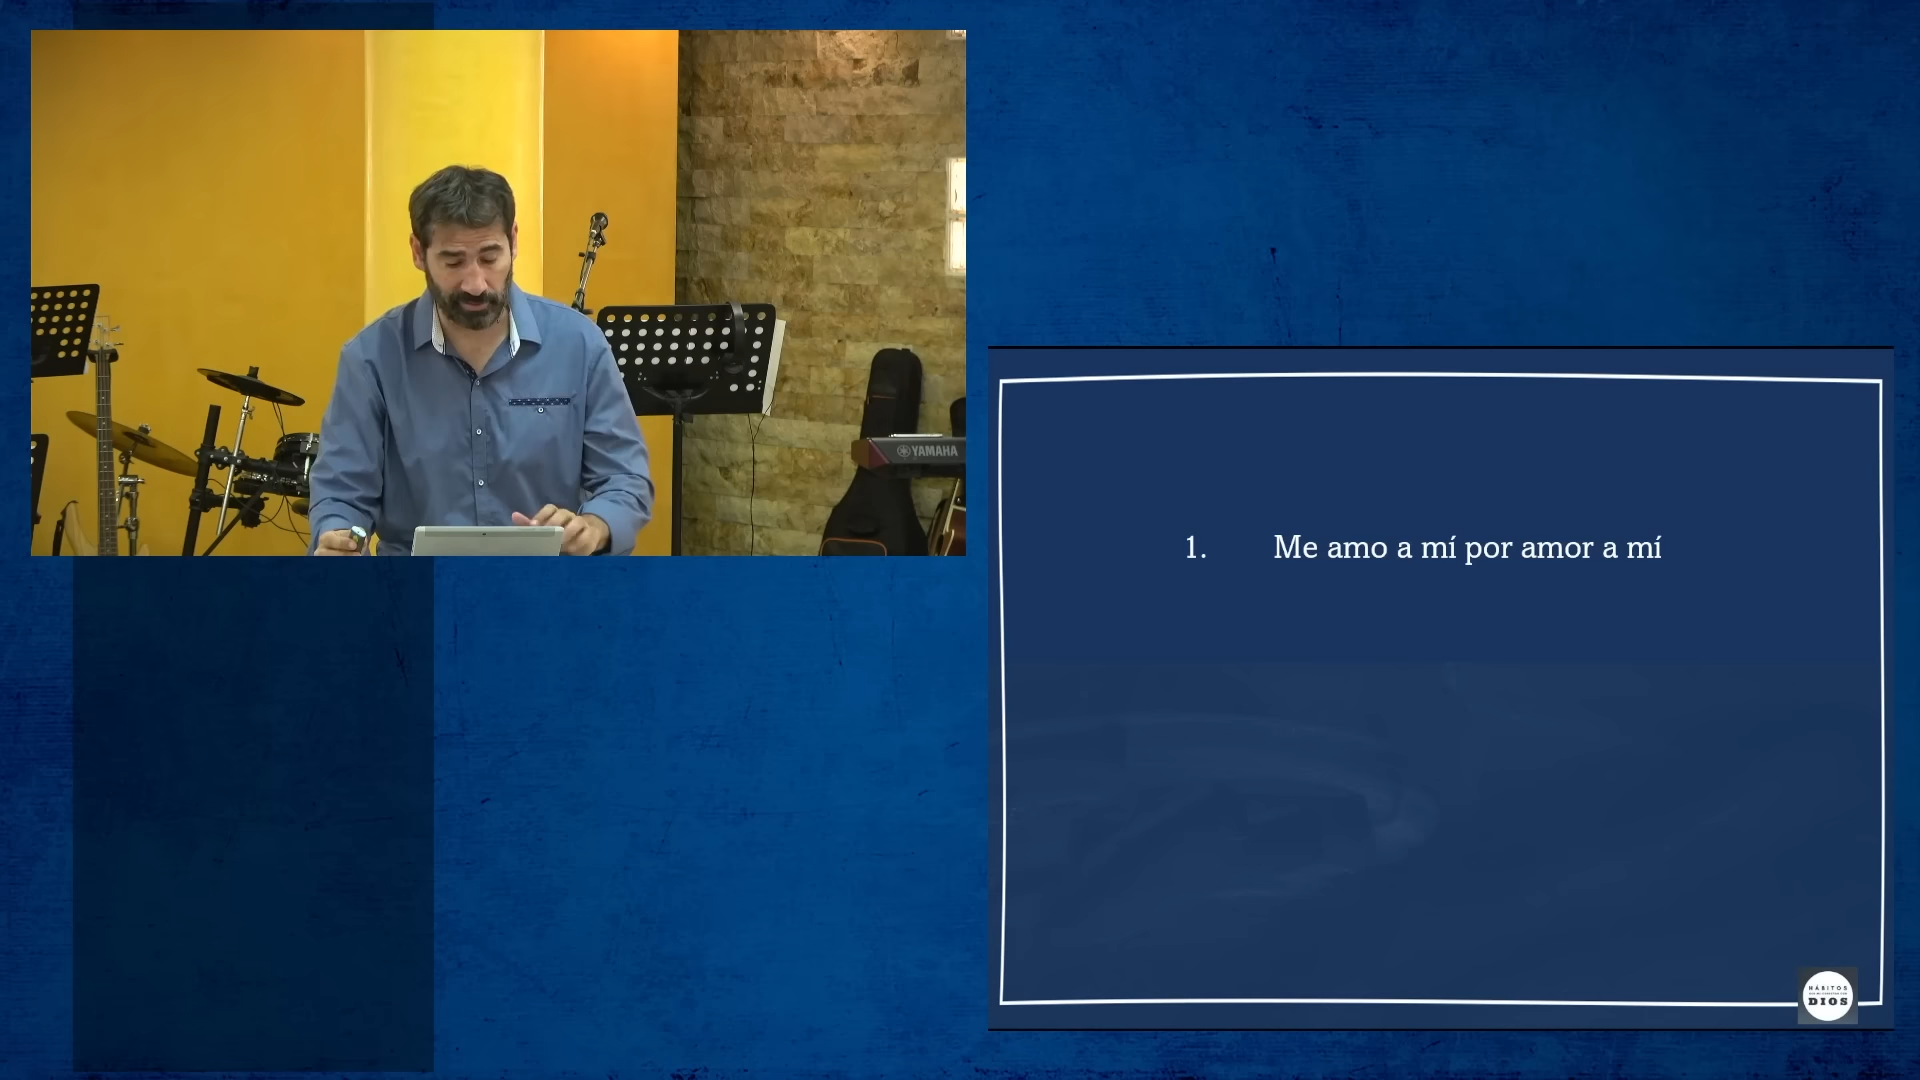 YAMAHA
1. Me amo a mí por amor a mí
HÁBITOS
DIOS